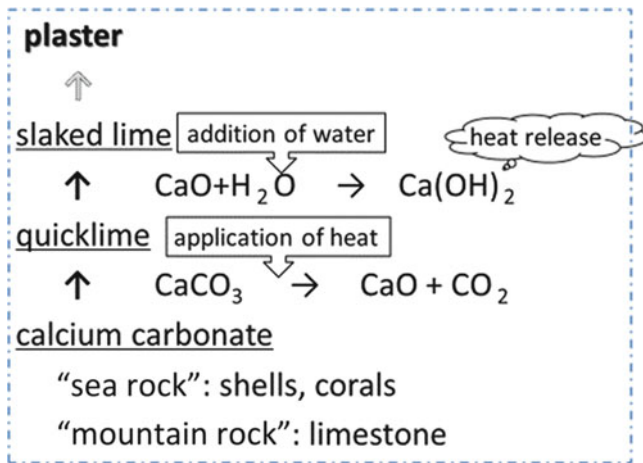 plaster
↑
slaked lime addition of water heat release
↑ CaO+H₂O → Ca(OH)₂
quicklime application of heat
↑ CaCO₃ → CaO + CO₂
calcium carbonate
“sea rock”: shells, corals
“mountain rock”: limestone